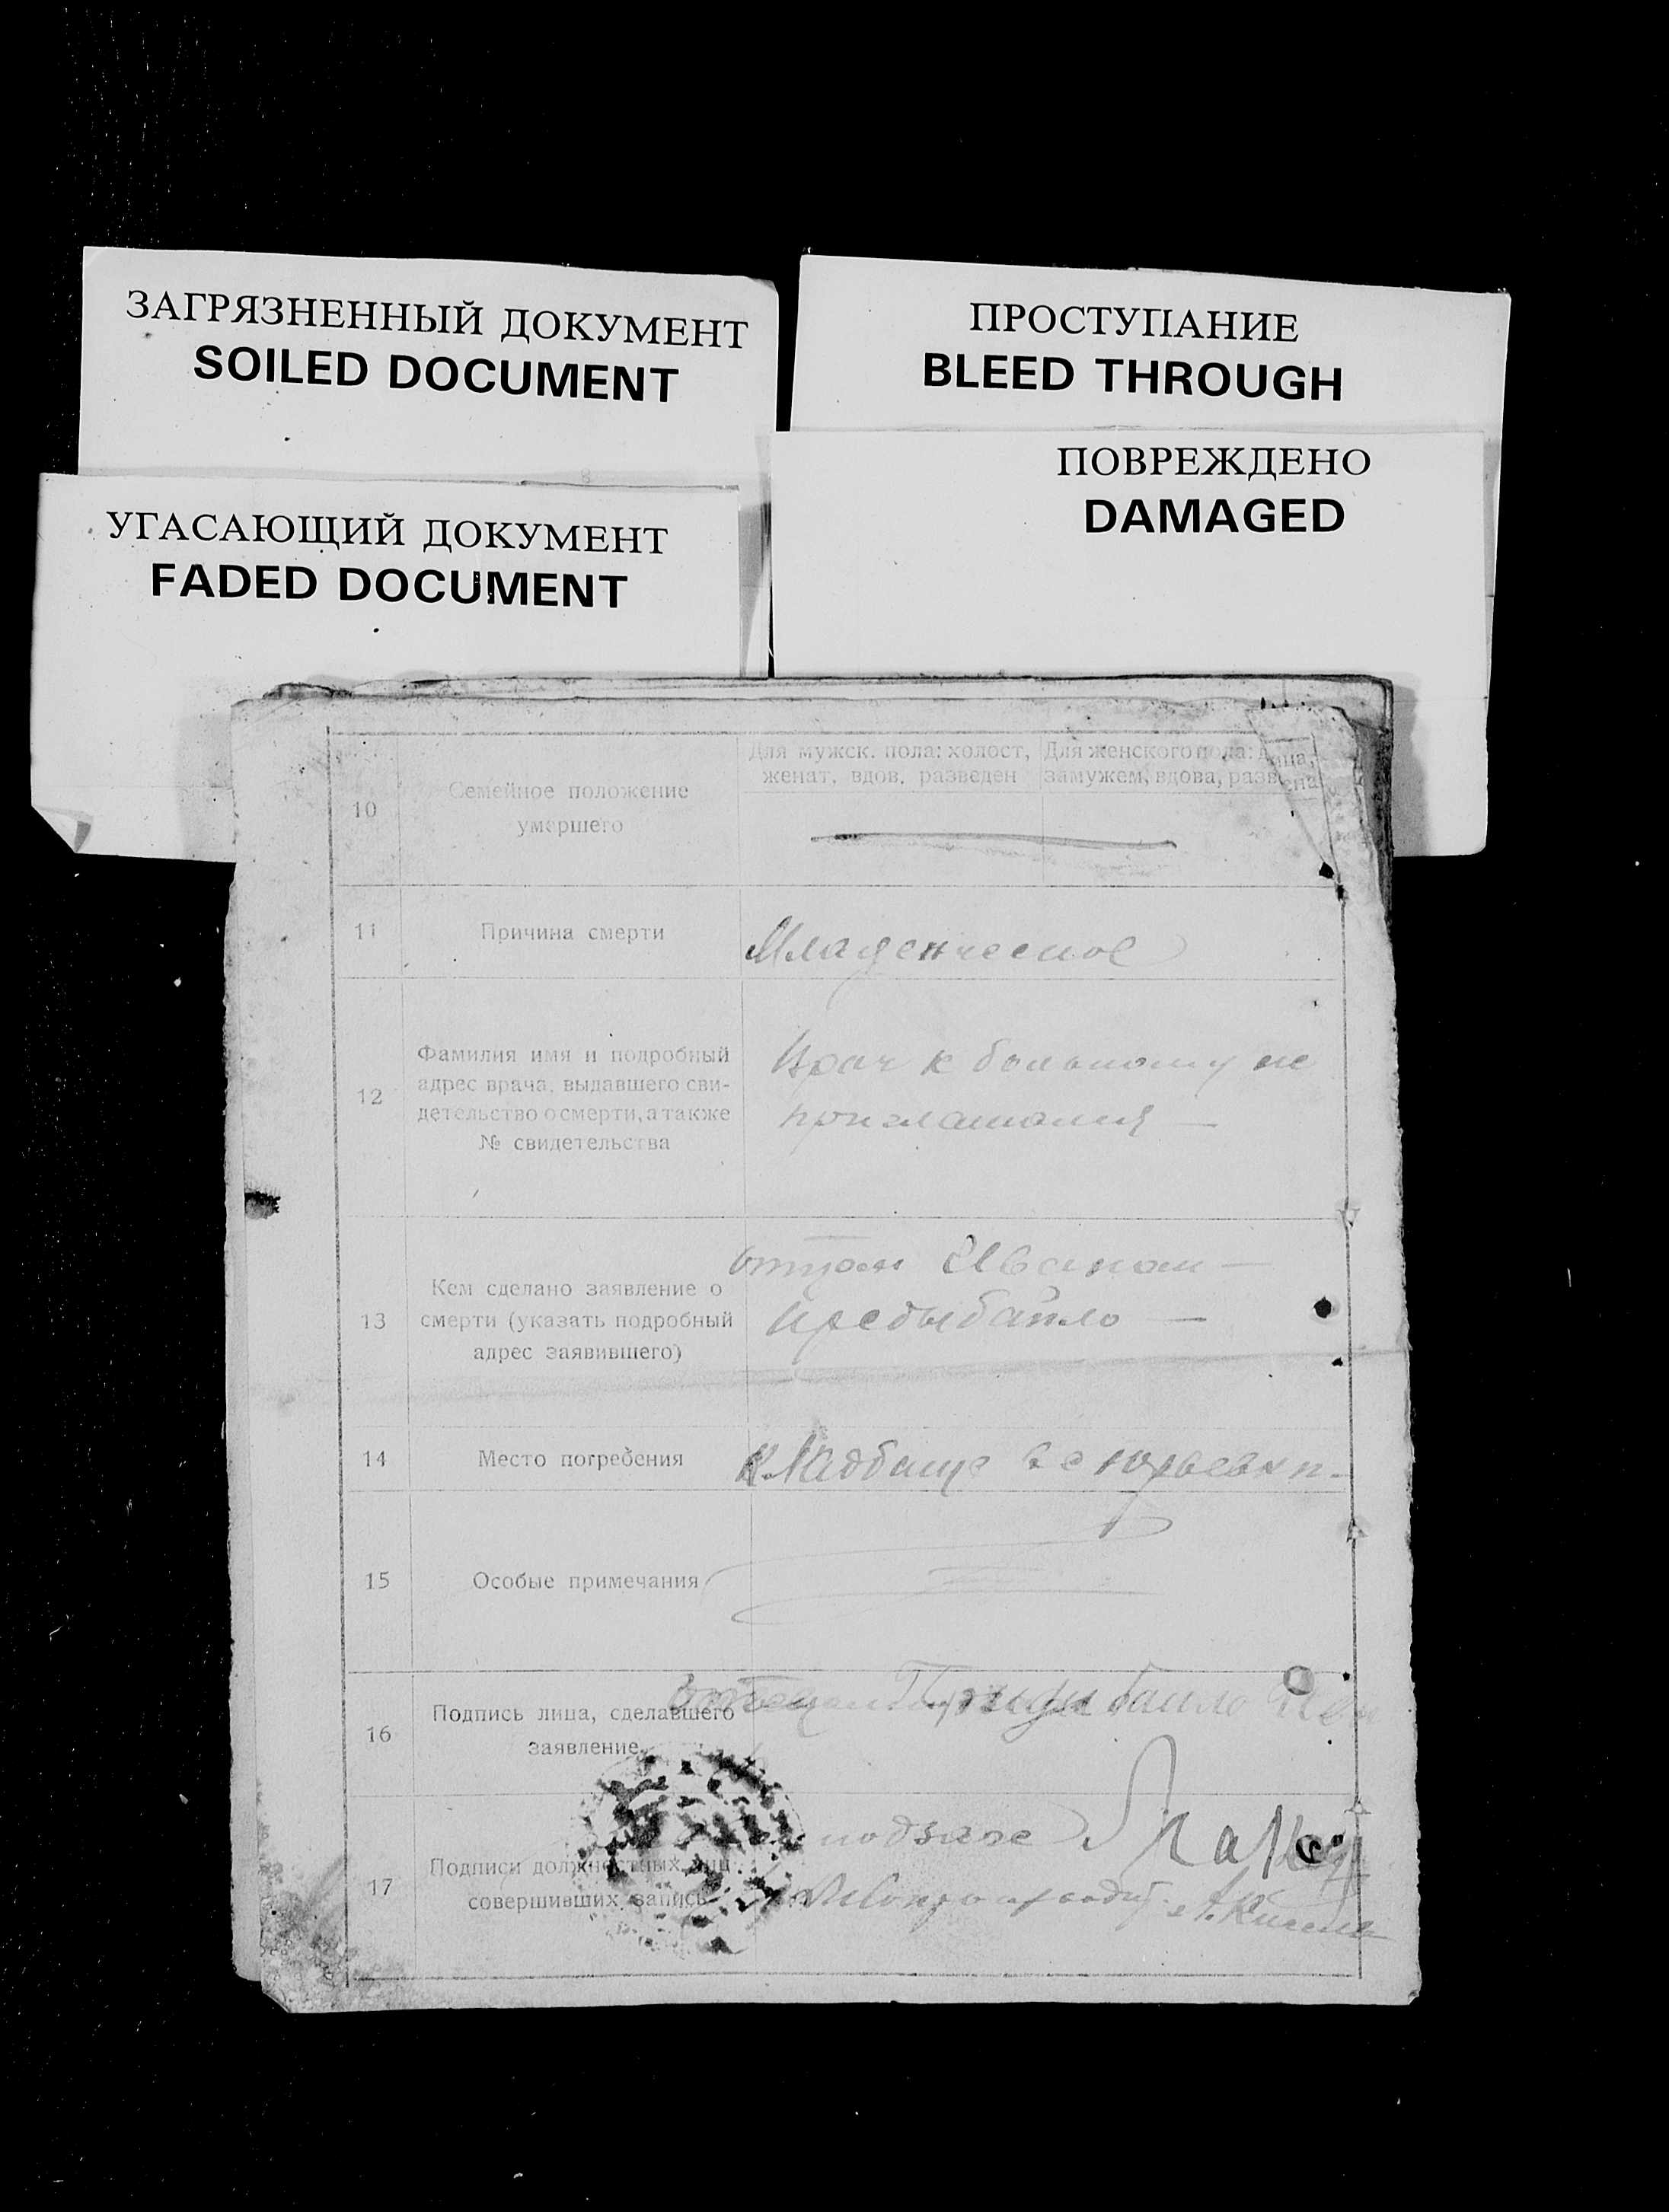 ЗАГРЯЗНЕННЫЙ ДОКУМЕНТ
SOILED DOCUMENT
ПРОСТУПАНИЕ
BLEED THROUGH
УГАСАЮЩИЙ ДОКУМЕНТ
FADED DOCUMENT
ПОВРЕЖДЕНО
DAMAGED
10
Семейное положение
умершего
Для мужск. пола: холост,
женат, вдов, разведен
Для женского пола:
замужем, вдова,
11
Причина смерти
Младенческое
12
Фамилия имя и подробный
адрес врача, выдавшего сви-
детельство о смерти, а также
№ свидетельства
Врач к больному не
приглашался —
13
Кем сделано заявление о
смерти (указать подробный
адрес заявившего)
отцом Иваном —
14
Место погребения
Кладбище в с
15
Особые примечания
16
Подпись лица, сделавшего
заявление
17
Подписи должностных лиц
совершивших запись